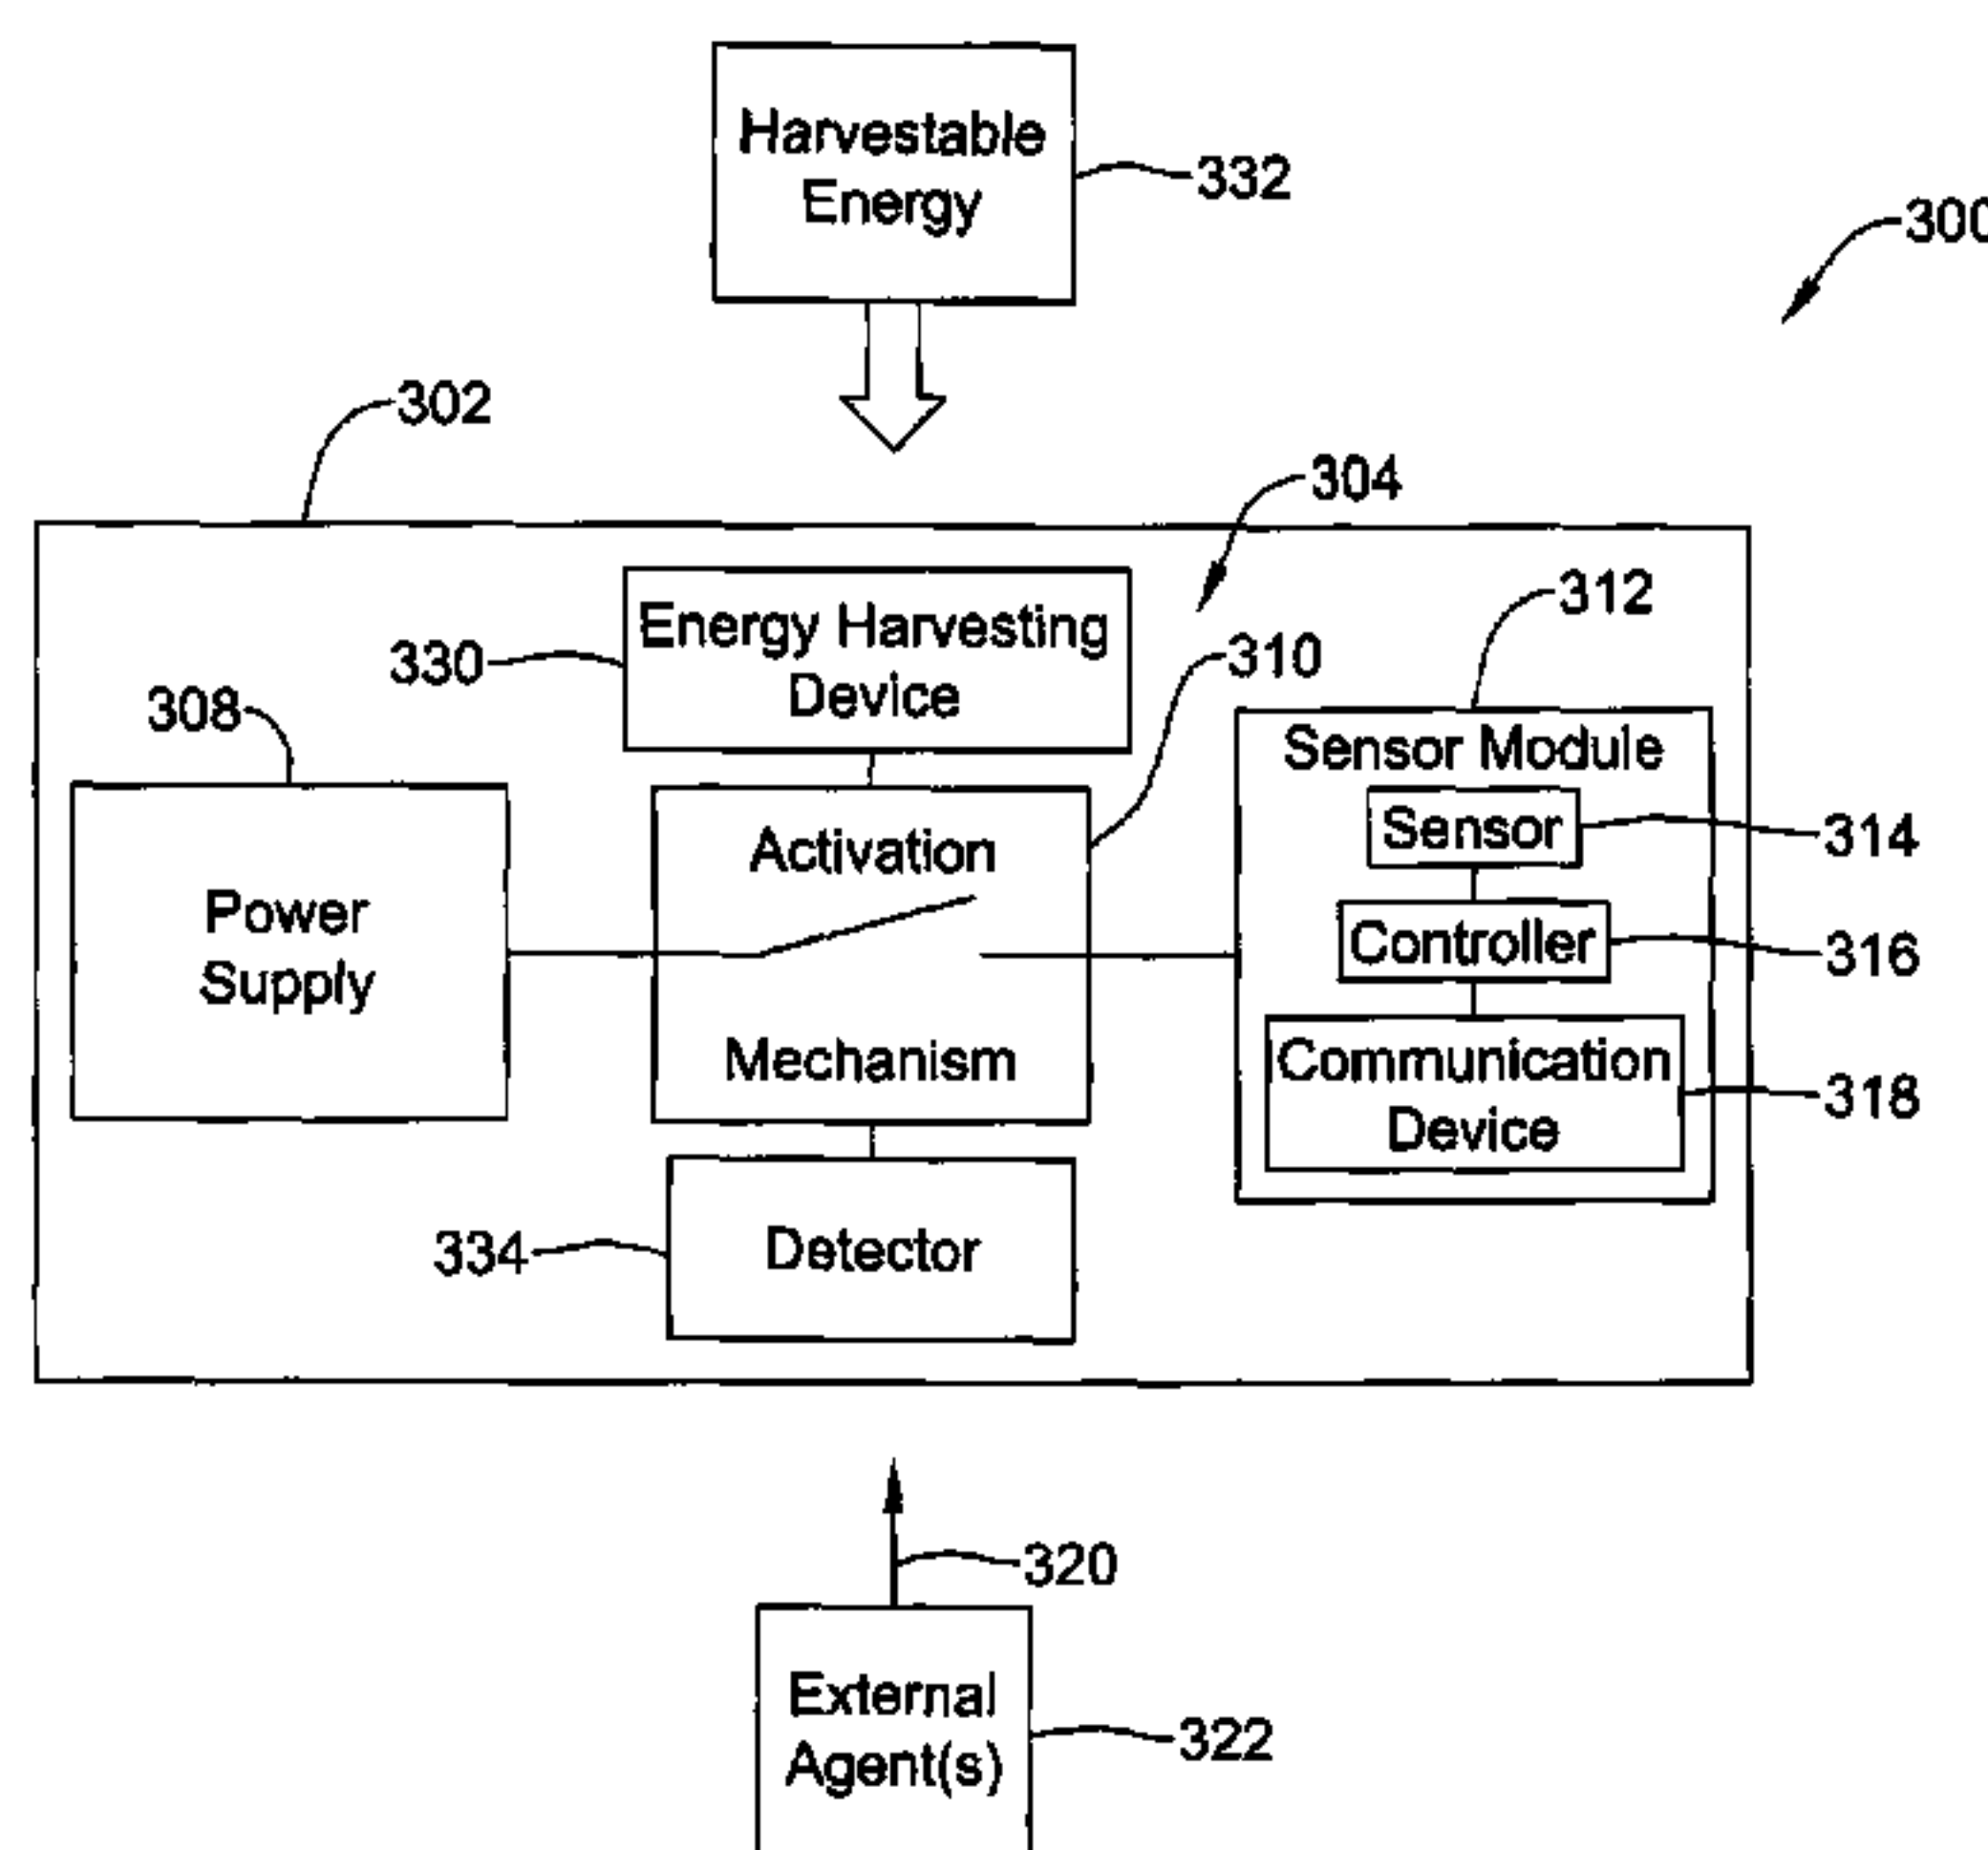 Harvestable
Energy
332
300
302
304
Energy Harvesting
Device
330
310
312
308
Sensor Module
Sensor
314
Activation
Mechanism
Power
Supply
Controller
316
Communication
Device
318
Detector
334
320
External
Agent(s)
322